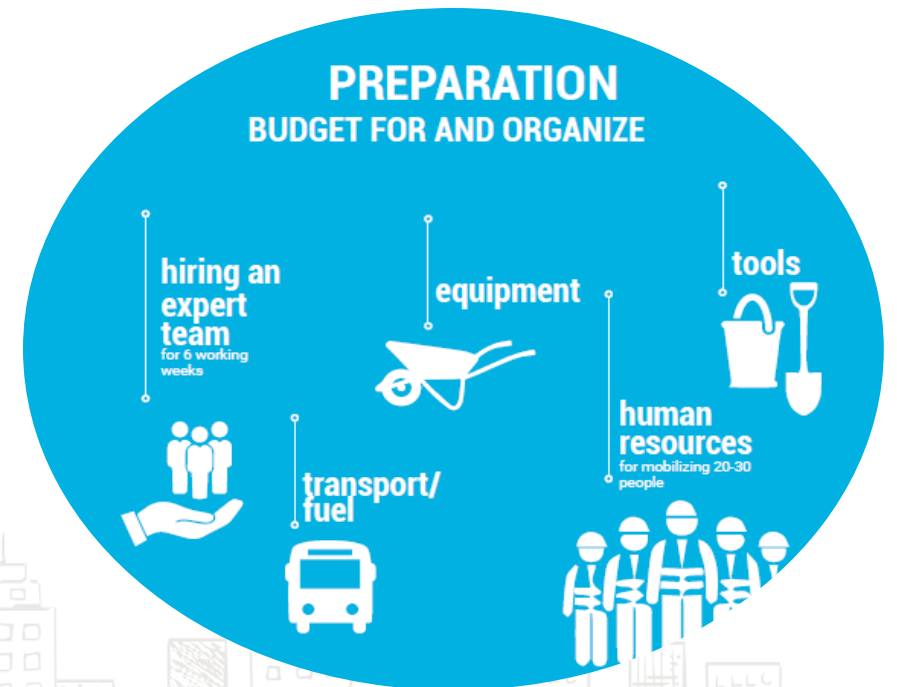 PREPARATION
BUDGET FOR AND ORGANIZE
hiring an
expert
team
for 6 working
weeks
equipment
tools
transport/
fuel
human
resources
for mobilizing 20-30
people